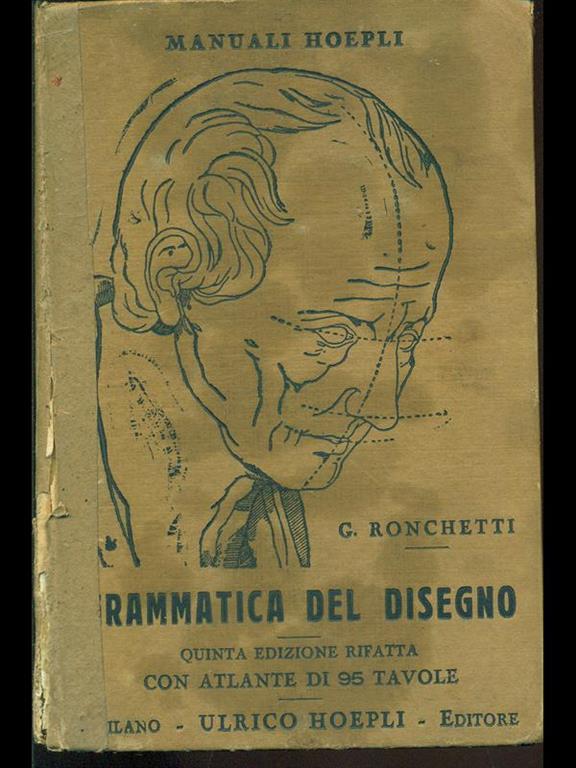 MANUALI HOEPLI
G. RONCHETTI
RAMMATICA DEL DISEGNO
QUINTA EDIZIONE RIFATTA
CON ATLANTE DI 95 TAVOLE
ILANO - ULRICO HOEPLI - EDITORE